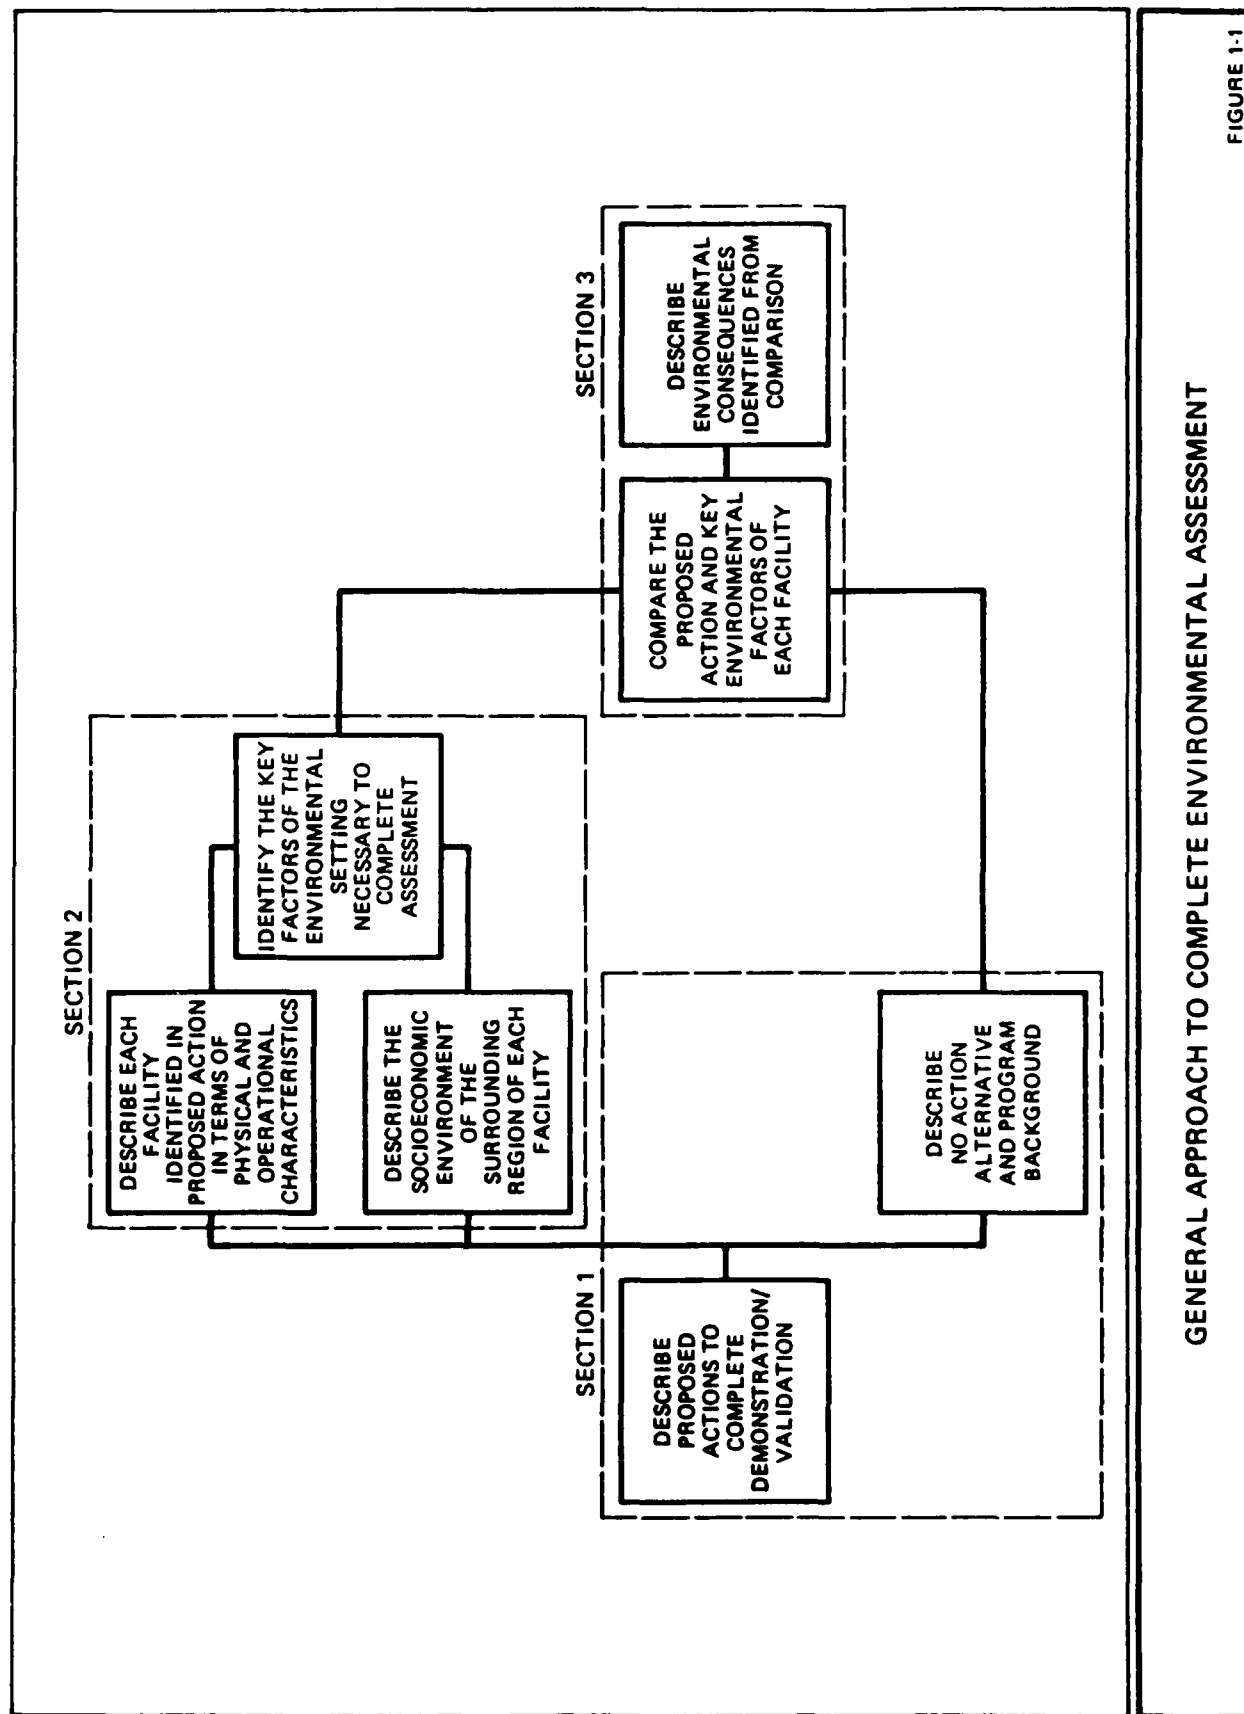 SECTION 2
DESCRIBE EACH
FACILITY
IDENTIFIED IN
PROPOSED ACTION
IN TERMS OF
PHYSICAL AND
OPERATIONAL
CHARACTERISTICS
IDENTIFY THE KEY
FACTORS OF THE
ENVIRONMENTAL
SETTING
NECESSARY TO
COMPLETE
ASSESSMENT
DESCRIBE THE
SOCIOECONOMIC
ENVIRONMENT
OF THE
SURROUNDING
REGION OF EACH
FACILITY
SECTION 1
DESCRIBE
PROPOSED
ACTIONS TO
COMPLETE
DEMONSTRATION/
VALIDATION
DESCRIBE
NO ACTION
ALTERNATIVE
AND PROGRAM
BACKGROUND
SECTION 3
COMPARE THE
PROPOSED
ACTION AND KEY
ENVIRONMENTAL
FACTORS OF
EACH FACILITY
DESCRIBE
ENVIRONMENTAL
CONSEQUENCES
IDENTIFIED FROM
COMPARISON
GENERAL APPROACH TO COMPLETE ENVIRONMENTAL ASSESSMENT
FIGURE 1-1